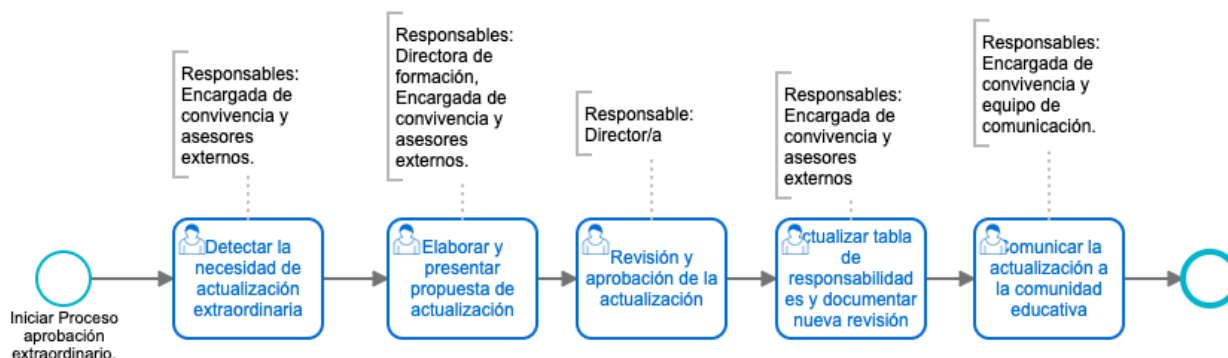 Responsables:
Encargada de
convivencia y
asesores
externos.
Responsables:
Directora de
formación,
Encargada de
convivencia y
asesores
externos.
Responsable:
Director/a
Responsables:
Encargada de
convivencia y
asesores
externos
Responsables:
Encargada de
convivencia y
equipo de
comunicación.
Iniciar Proceso
aprobación
extraordinario.
Detectar la
necesidad de
actualización
extraordinaria
Elaborar y
presentar
propuesta de
actualización
Revisión y
aprobación de la
actualización
Actualizar tabla
de
responsabilidad
es y documentar
nueva revisión
Comunicar la
actualización a
la comunidad
educativa